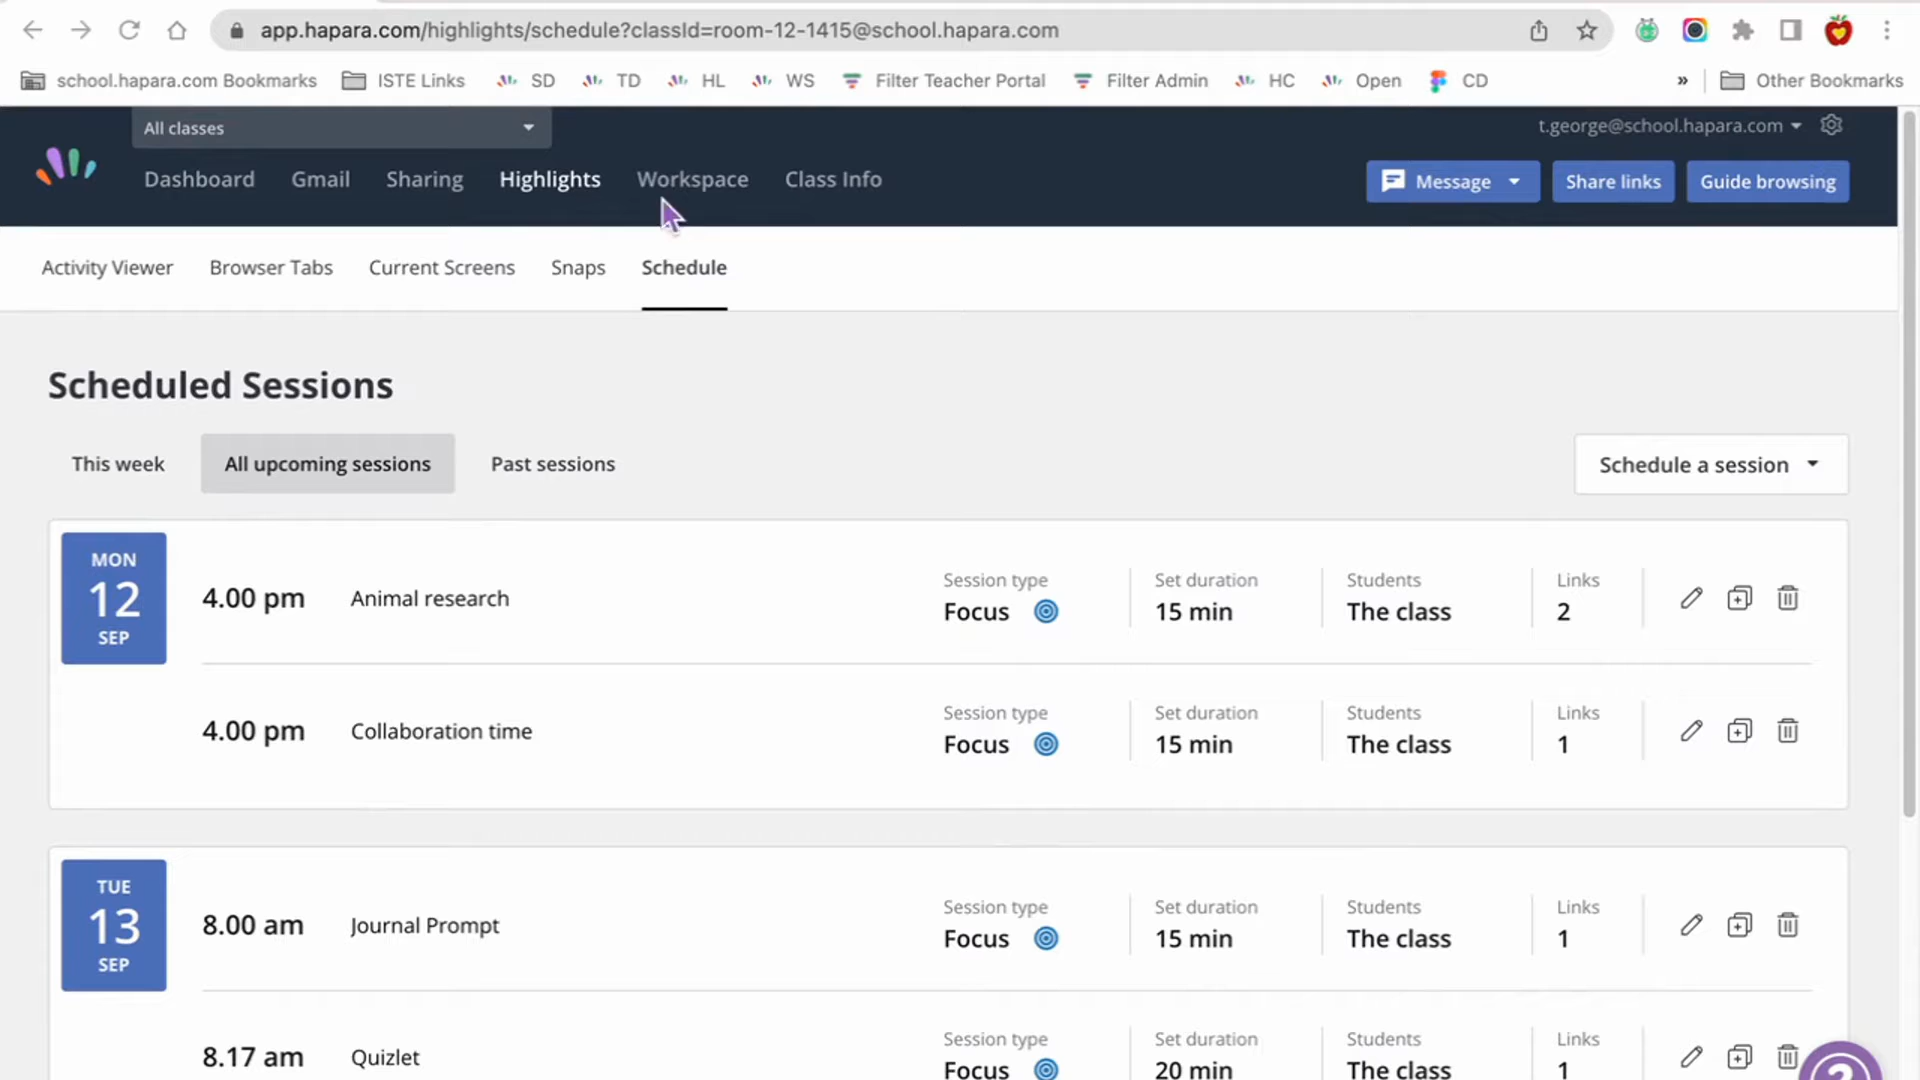 app.hapara.com/highlights/schedule?classId=room-12-1415@school.hapara.com
school.hapara.com Bookmarks ISTE Links SD TD HL WS Filter Teacher Portal Filter Admin HC Open CD » Other Bookmarks
All classes t.george@school.hapara.com
Dashboard Gmail Sharing Highlights Workspace Class Info Message Share links Guide browsing
Activity Viewer Browser Tabs Current Screens Snaps Schedule
Scheduled Sessions
This week All upcoming sessions Past sessions Schedule a session
MON
12
SEP
4.00 pm Animal research
Session type Set duration Students Links
Focus 15 min The class 2
4.00 pm Collaboration time
Session type Set duration Students Links
Focus 15 min The class 1
TUE
13
SEP
8.00 am Journal Prompt
Session type Set duration Students Links
Focus 15 min The class 1
8.17 am Quizlet
Session type Set duration Students Links
Focus 20 min The class 1
?